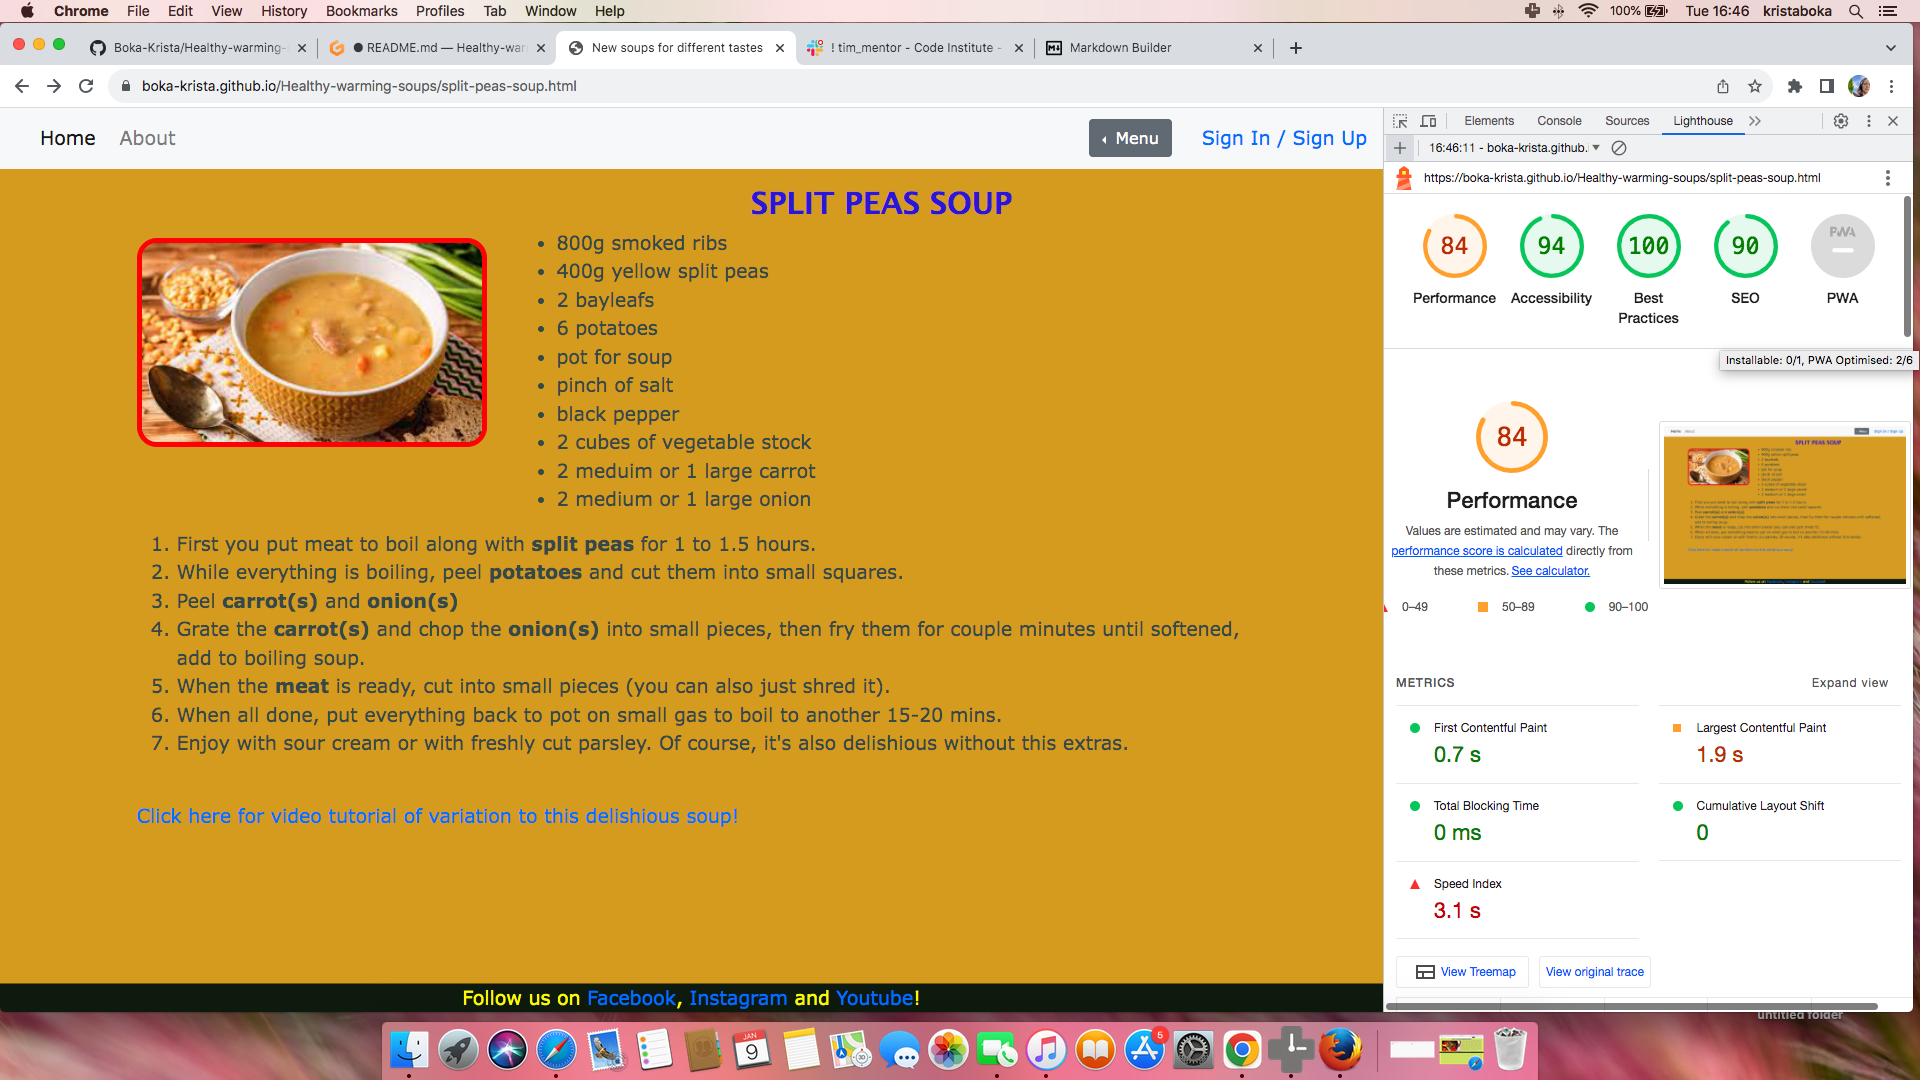 Chrome File Edit View History Bookmarks Profiles Tab Window Help 100% Tue 16:46 kristaboka
Boka-Krista/Healthy-warming- README.md — Healthy-war New soups for different tastes ! tim_mentor - Code Institute - Markdown Builder
boka-krista.github.io/Healthy-warming-soups/split-peas-soup.html
Home About Menu Sign In / Sign Up
Elements Console Sources Lighthouse
16:46:11 - boka-krista.github.
https://boka-krista.github.io/Healthy-warming-soups/split-peas-soup.html
SPLIT PEAS SOUP
800g smoked ribs
400g yellow split peas
2 bayleafs
6 potatoes
pot for soup
pinch of salt
black pepper
2 cubes of vegetable stock
2 meduim or 1 large carrot
2 medium or 1 large onion
1. First you put meat to boil along with split peas for 1 to 1.5 hours.
2. While everything is boiling, peel potatoes and cut them into small squares.
3. Peel carrot(s) and onion(s)
4. Grate the carrot(s) and chop the onion(s) into small pieces, then fry them for couple minutes until softened,
add to boiling soup.
5. When the meat is ready, cut into small pieces (you can also just shred it).
6. When all done, put everything back to pot on small gas to boil to another 15-20 mins.
7. Enjoy with sour cream or with freshly cut parsley. Of course, it's also delishious without this extras.
Click here for video tutorial of variation to this delishious soup!
Follow us on Facebook, Instagram and Youtube!
84 94 100 90 PWA
Performance Accessibility Best SEO PWA
Practices
Installable: 0/1, PWA Optimised: 2/6
84
Performance
Values are estimated and may vary. The
performance score is calculated directly from
these metrics. See calculator.
0–49 50–89 90–100
METRICS Expand view
First Contentful Paint Largest Contentful Paint
0.7 s 1.9 s
Total Blocking Time Cumulative Layout Shift
0 ms 0
Speed Index
3.1 s
View Treemap View original trace
untitled folder
JAN
9
3D
5